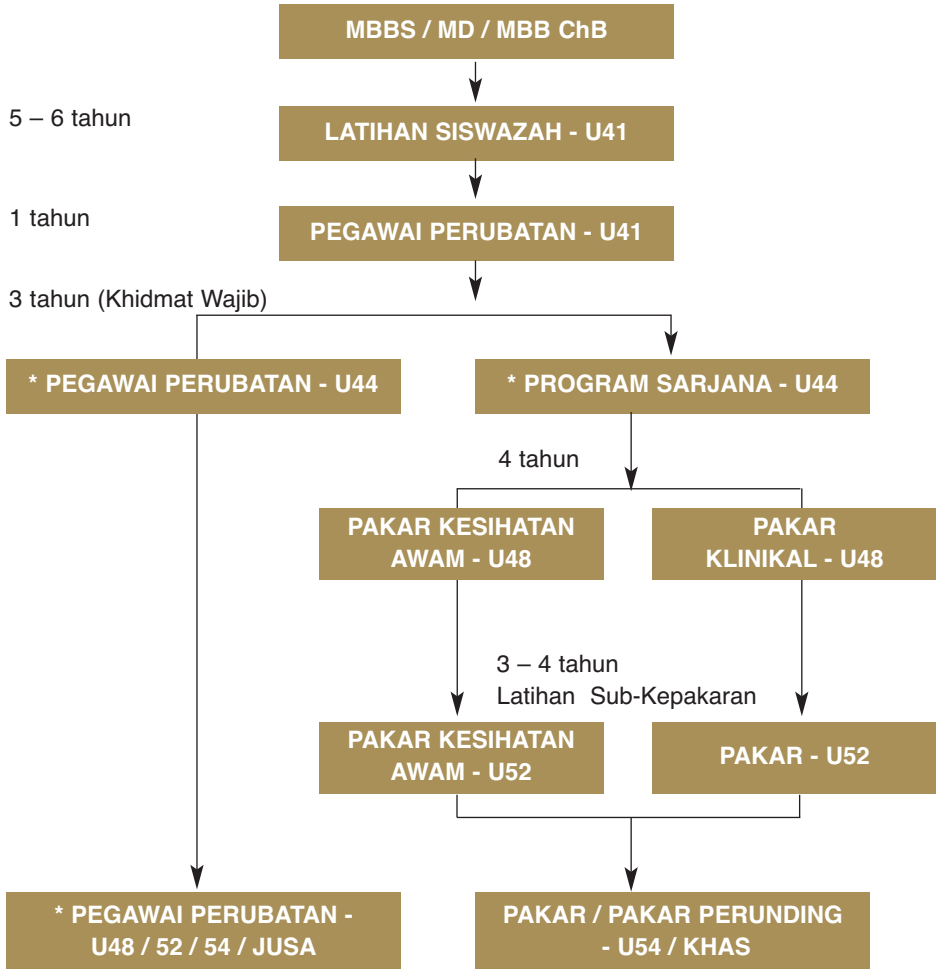 MBBS / MD / MBB ChB
5 – 6 tahun
LATIHAN SISWAZAH - U41
1 tahun
PEGAWAI PERUBATAN - U41
3 tahun (Khidmat Wajib)
* PEGAWAI PERUBATAN - U44
* PROGRAM SARJANA - U44
4 tahun
PAKAR KESIHATAN
AWAM - U48
PAKAR
KLINIKAL - U48
3 – 4 tahun
Latihan Sub-Kepakaran
PAKAR KESIHATAN
AWAM - U52
PAKAR - U52
* PEGAWAI PERUBATAN -
U48 / 52 / 54 / JUSA
PAKAR / PAKAR PERUNDING
- U54 / KHAS